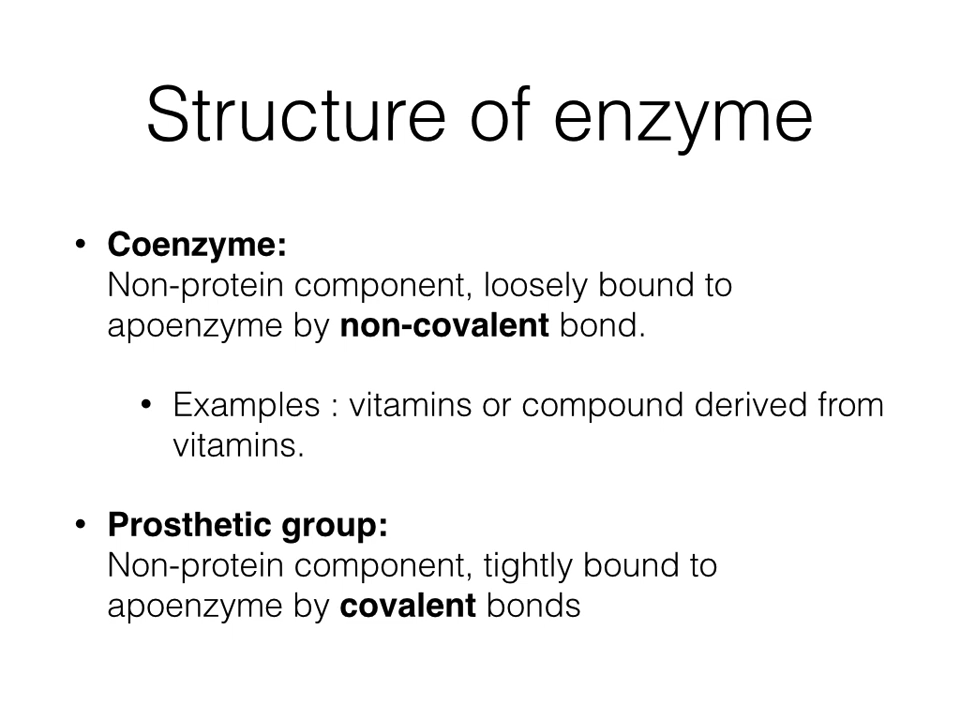 Structure of enzyme
• Coenzyme:
Non-protein component, loosely bound to
apoenzyme by non-covalent bond.
• Examples : vitamins or compound derived from
vitamins.
• Prosthetic group:
Non-protein component, tightly bound to
apoenzyme by covalent bonds